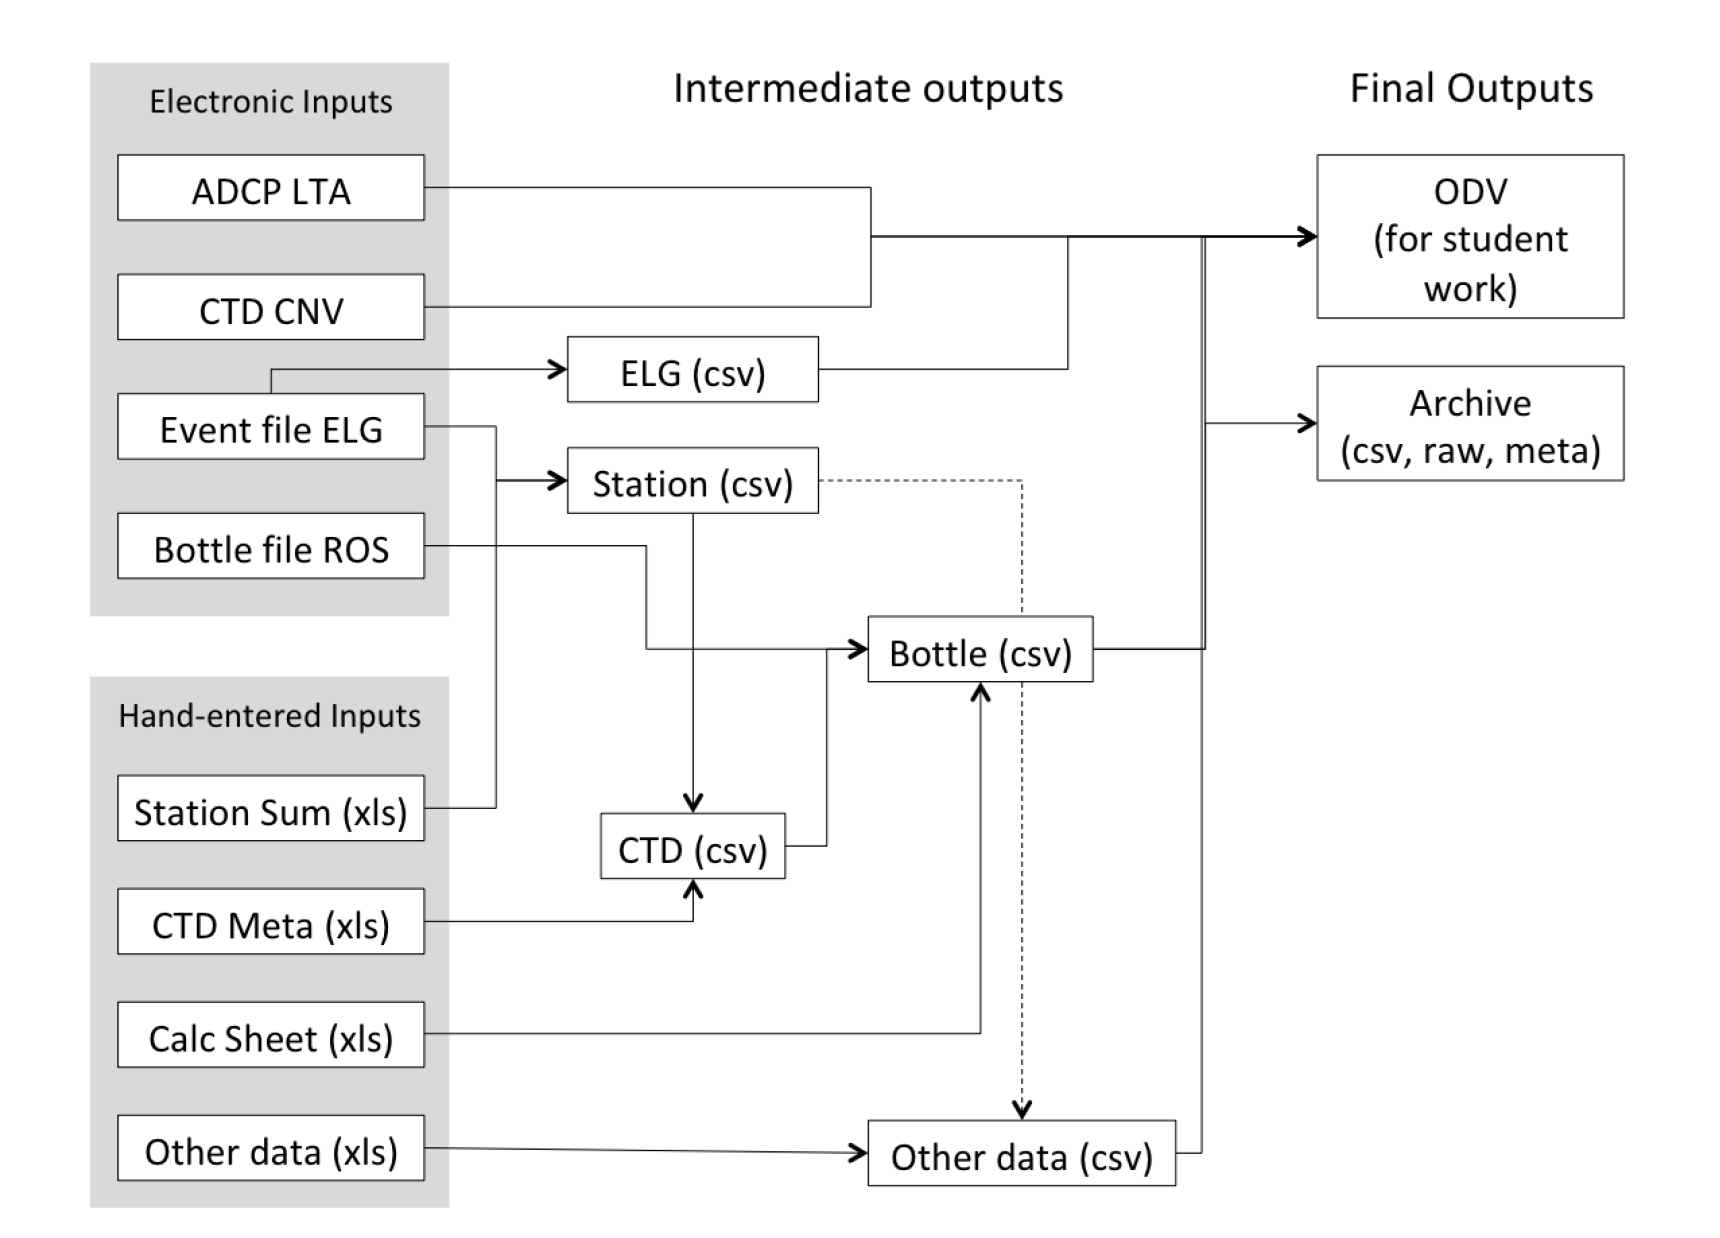 Electronic Inputs
ADCP LTA
CTD CNV
Event file ELG
Bottle file ROS
Hand-entered Inputs
Station Sum (xls)
CTD Meta (xls)
Calc Sheet (xls)
Other data (xls)
Intermediate outputs
ELG (csv)
Station (csv)
Bottle (csv)
CTD (csv)
Other data (csv)
Final Outputs
ODV
(for student
work)
Archive
(csv, raw, meta)